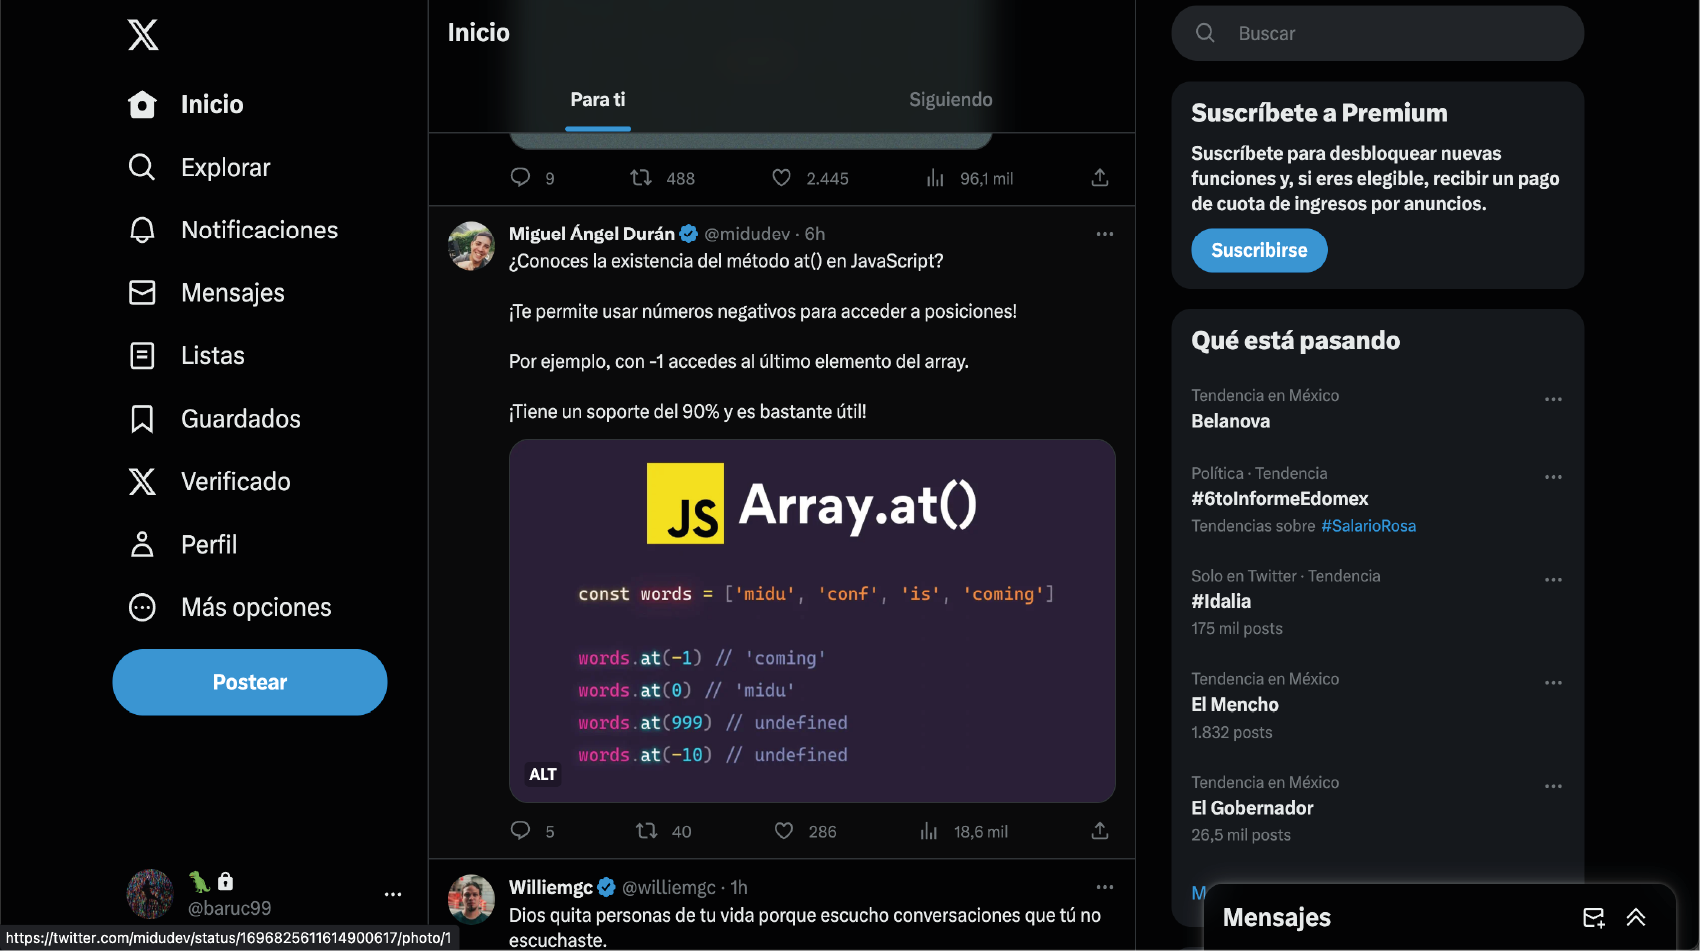 Inicio
Explorar
Notificaciones
Mensajes
Listas
Guardados
Verificado
Perfil
Más opciones
Postear
@baruc99
https://twitter.com/midudev/status/1696825611614900617/photo/1
Inicio
Para ti
Siguiendo
9 488 2.445 96,1 mil
Miguel Ángel Durán @midudev · 6h
¿Conoces la existencia del método at() en JavaScript?
¡Te permite usar números negativos para acceder a posiciones!
Por ejemplo, con -1 accedes al último elemento del array.
¡Tiene un soporte del 90% y es bastante útil!
JS Array.at()
const words = ['midu', 'conf', 'is', 'coming']
words.at(-1) // 'coming'
words.at(0) // 'midu'
words.at(999) // undefined
words.at(-10) // undefined
ALT
5 40 286 18,6 mil
Williemgc @williemgc · 1h
Dios quita personas de tu vida porque escucho conversaciones que tú no
escuchaste.
Buscar
Suscríbete a Premium
Suscríbete para desbloquear nuevas
funciones y, si eres elegible, recibir un pago
de cuota de ingresos por anuncios.
Suscribirse
Qué está pasando
Tendencia en México
Belanova
Política · Tendencia
#6toInformeEdomex
Tendencias sobre #SalarioRosa
Solo en Twitter · Tendencia
#Idalia
175 mil posts
Tendencia en México
El Mencho
1.832 posts
Tendencia en México
El Gobernador
26,5 mil posts
M
Mensajes